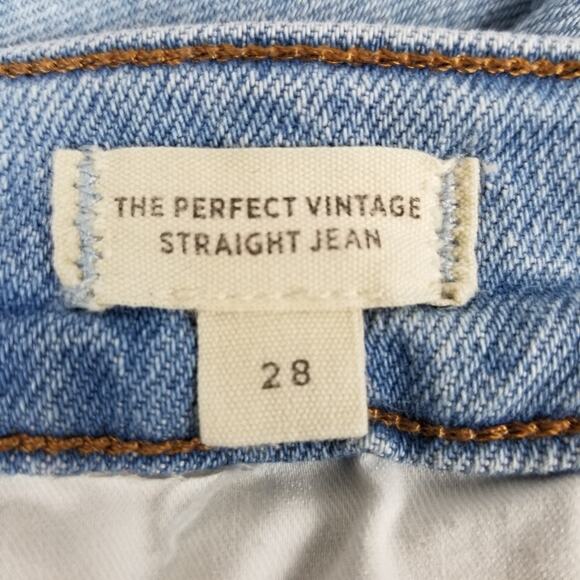 THE PERFECT VINTAGE
STRAIGHT JEAN
28